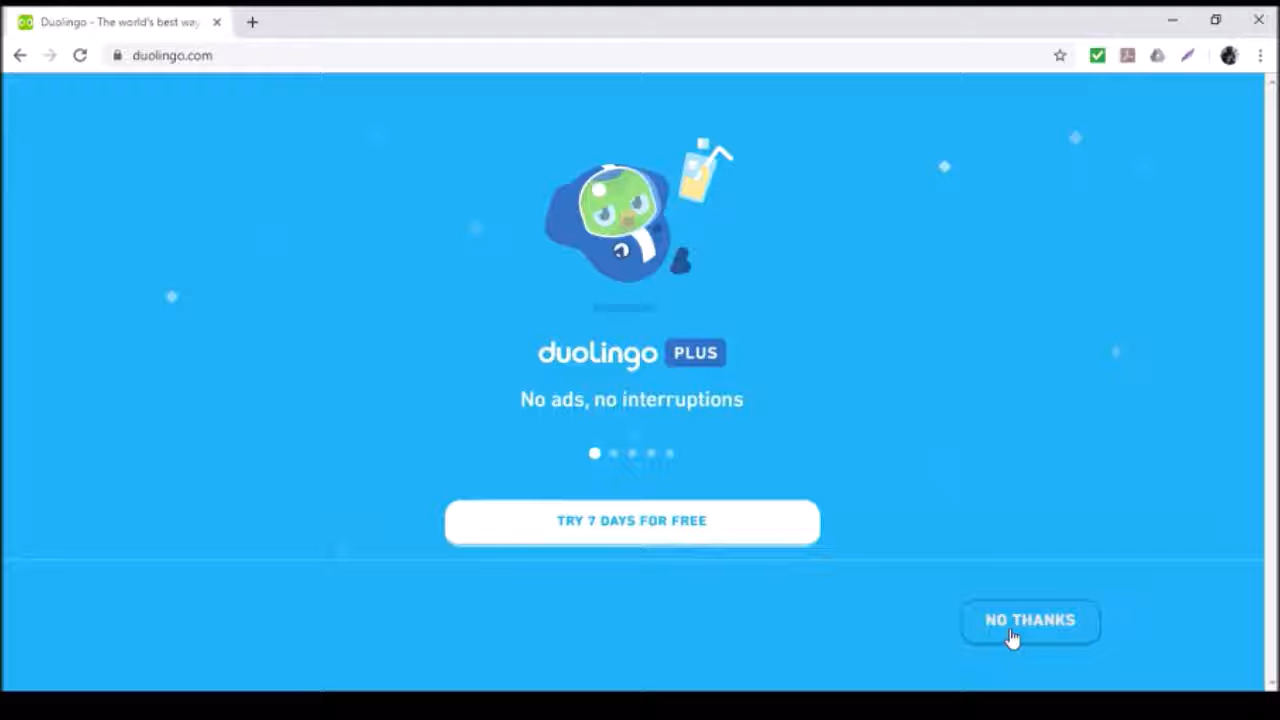 Duolingo - The world's best way
duolingo.com
duolingo PLUS
No ads, no interruptions
TRY 7 DAYS FOR FREE
NO THANKS